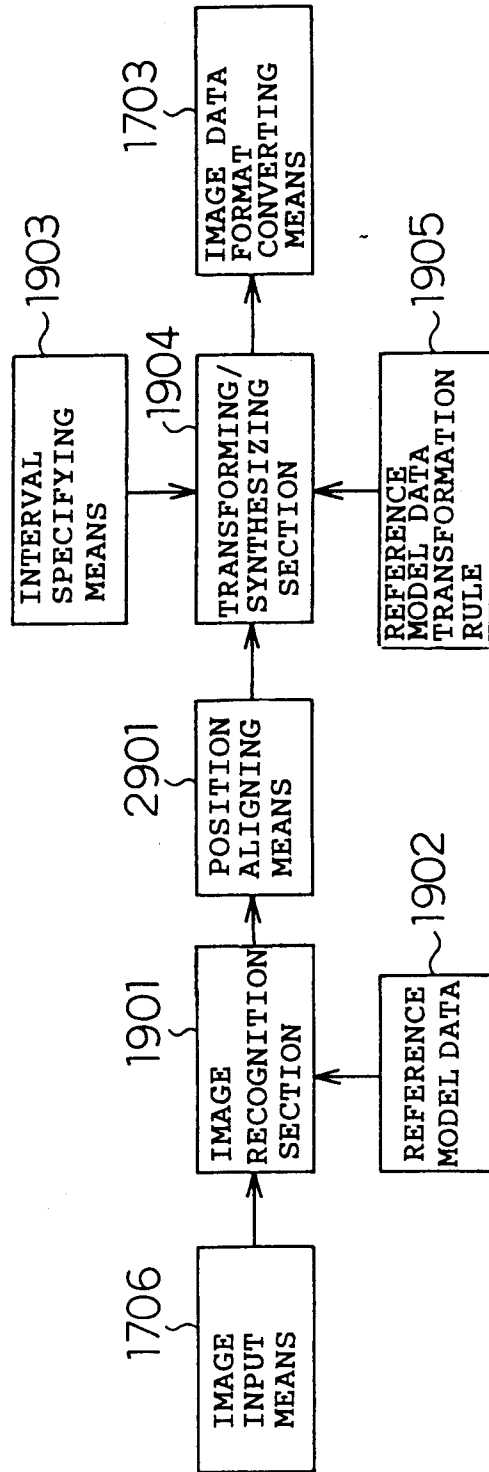 1706
IMAGE
INPUT
MEANS
1901
IMAGE
RECOGNITION
SECTION
REFERENCE
MODEL DATA
1902
2901
POSITION
ALIGNING
MEANS
INTERVAL
SPECIFYING
MEANS
1903
1904
TRANSFORMING/
SYNTHESIZING
SECTION
REFERENCE
MODEL DATA
TRANSFORMATION
RULE
1905
1703
IMAGE DATA
FORMAT
CONVERTING
MEANS